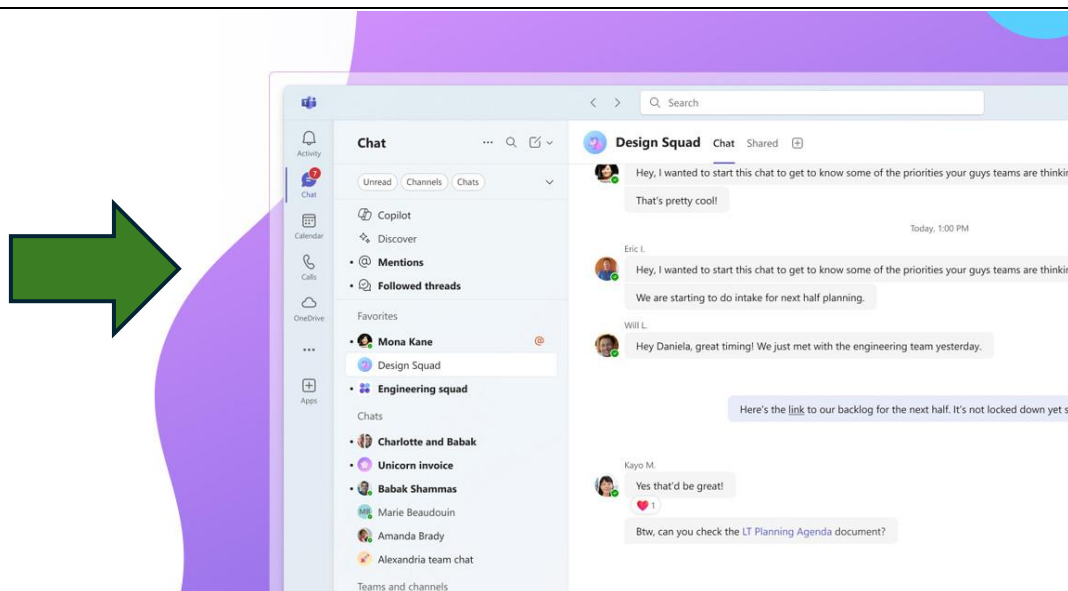 Search
Activity
7
Chat
Calendar
Calls
OneDrive
Apps
Chat
Unread Channels Chats
Copilot
Discover
@ Mentions
Followed threads
Favorites
Mona Kane @
Design Squad
Engineering squad
Chats
Charlotte and Babak
Unicorn invoice
Babak Shammas
MB Marie Beaudouin
Amanda Brady
Alexandria team chat
Teams and channels
Design Squad Chat Shared
Hey, I wanted to start this chat to get to know some of the priorities your guys teams are
That's pretty cool!
Today, 1:00 PM
Eric I.
Hey, I wanted to start this chat to get to know some of the priorities your guys teams are
We are starting to do intake for next half planning.
Will L.
Hey Daniela, great timing! We just met with the engineering team yesterday.
Here's the link to our backlog for the next half. It's not locked down yet
Kayo M.
Yes that'd be great!
1
Btw, can you check the LT Planning Agenda document?